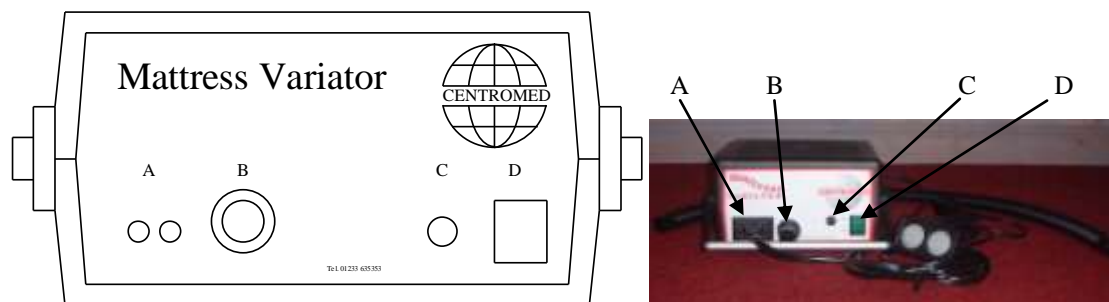 Mattress Variator
CENTROMED
A B C D
Tel. 01233 635353
A B C D